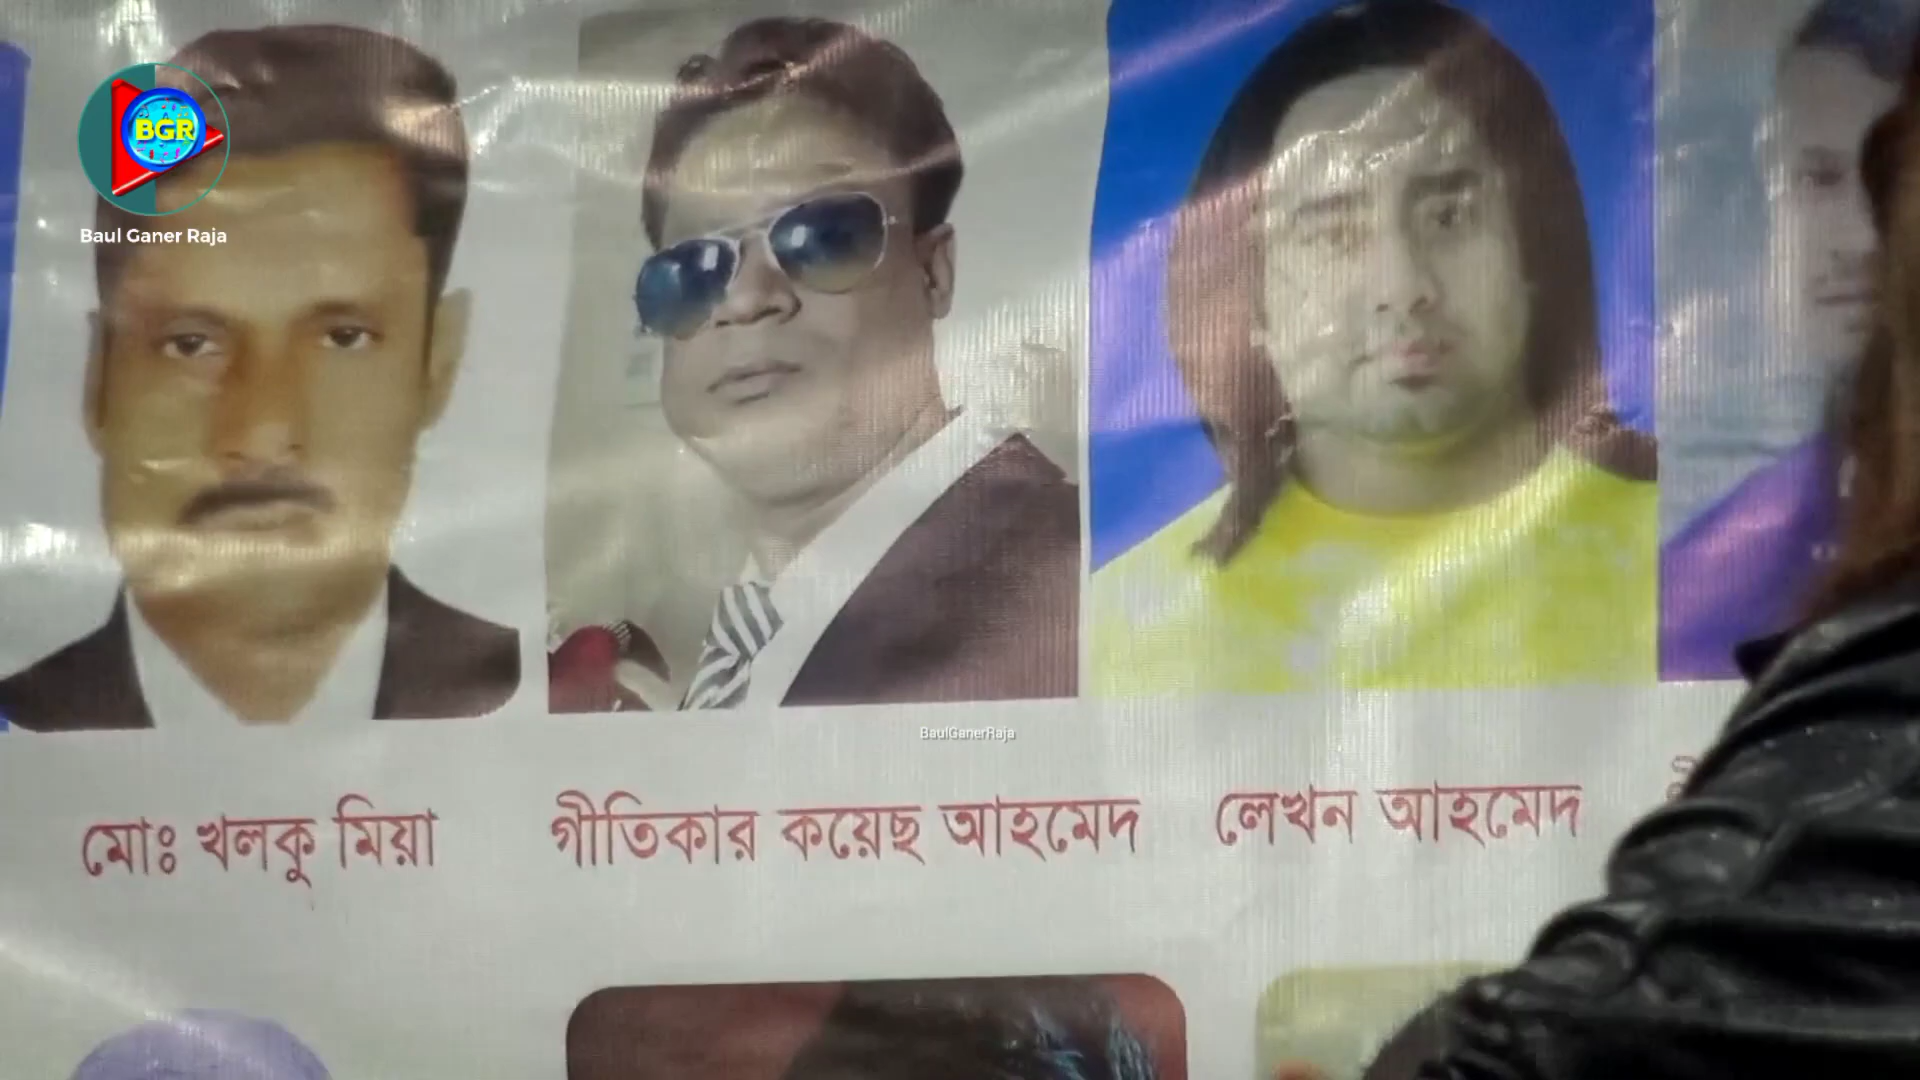 BGR
Baul Ganer Raja
BaulGanerRaja
মোঃ খলকু মিয়া
গীতিকার কয়েছ আহমেদ
লেখন আহমেদ